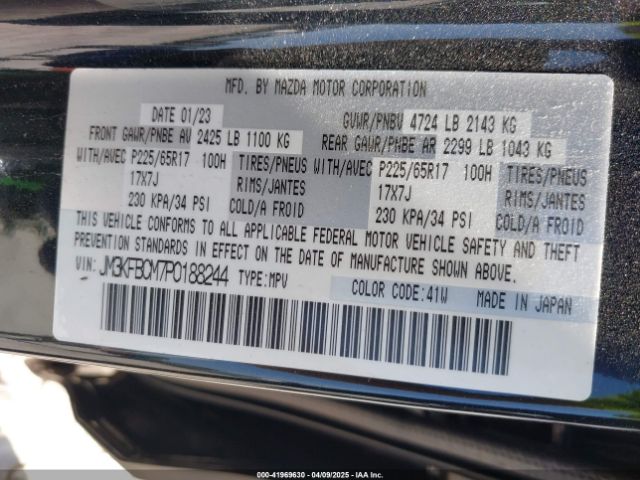 MFD. BY MAZDA MOTOR CORPORATION
DATE 01/23 GVWR/PNBV 4724 LB 2143 KG
FRONT GAWR/PNBE AV 2425 LB 1100 KG REAR GAWR/PNBE AR 2299 LB 1043 KG
WITH/AVEC P225/65R17 100H TIRES/PNEUS WITH/AVEC P225/65R17 100H TIRES/PNEUS
17X7J RIMS/JANTES 17X7J RIMS/JANTES
230 KPA/34 PSI COLD/A FROID 230 KPA/34 PSI COLD/A FROID
THIS VEHICLE CONFORMS TO ALL APPLICABLE FEDERAL MOTOR VEHICLE SAFETY AND THEFT
PREVENTION STANDARDS IN EFFECT ON THE DATE OF MANUFACTURE SHOWN ABOVE.
VIN: JM3KFBCM7P0188244 TYPE:MPV COLOR CODE:41W MADE IN JAPAN
000-41969630 - 04/09/2025 - IAA Inc.